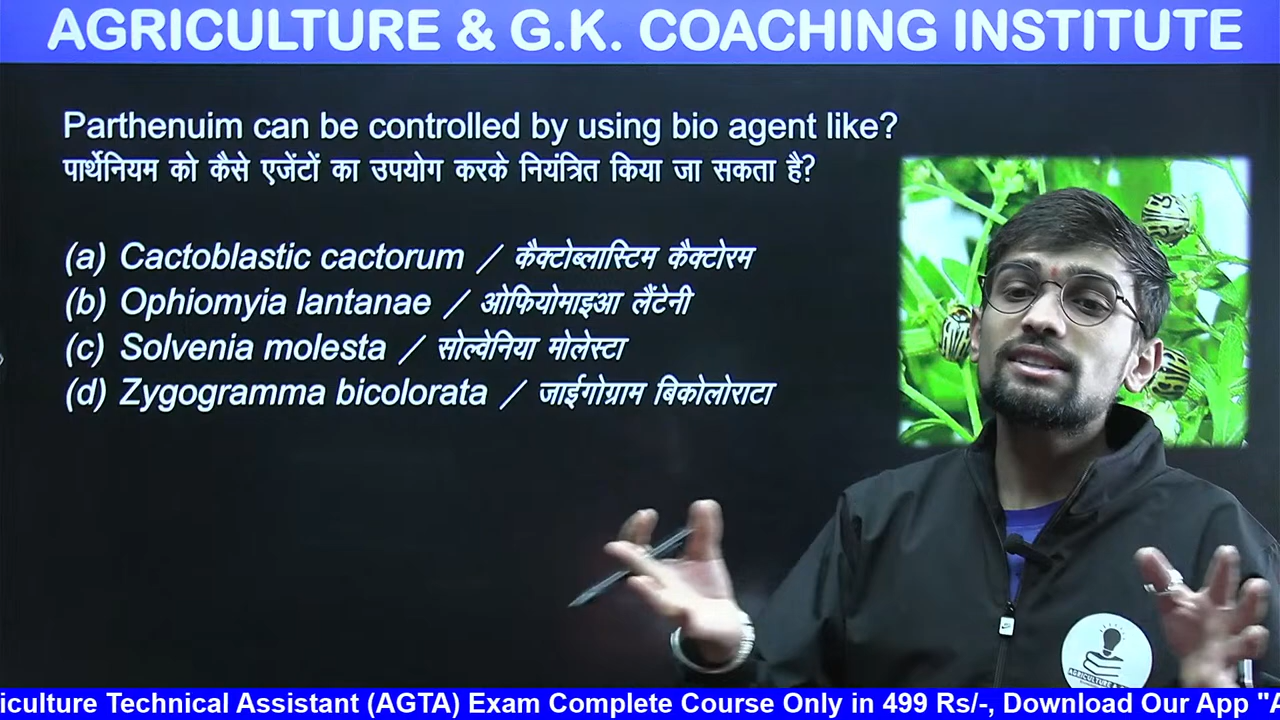 AGRICULTURE & G.K. COACHING INSTITUTE
Parthenuim can be controlled by using bio agent like?
पार्थेनियम को कैसे एजेंटों का उपयोग करके नियंत्रित किया जा सकता है?
(a) Cactoblastic cactorum / कैक्टोब्लास्टिम कैक्टोरम
(b) Ophiomyia lantanae / ओफियोमाइआ लैंटेनी
(c) Solvenia molesta / सोल्वेनिया मोलेस्टा
(d) Zygogramma bicolorata / जाईगोग्राम बिकोलोराटा
AGRICULTURE &
iculture Technical Assistant (AGTA) Exam Complete Course Only in 499 Rs/-, Download Our App "A